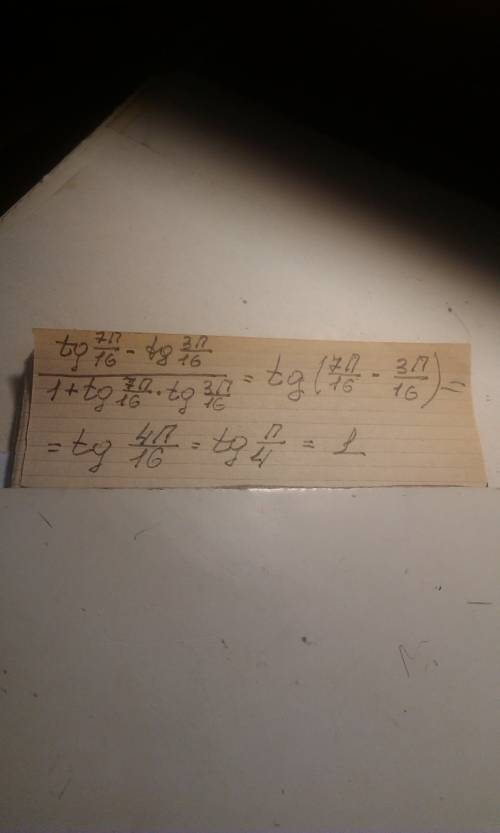 (tg 7π/16 - tg 3π/16) / (1 + tg 7π/16 · tg 3π/16) = tg (7π/16 - 3π/16) =
= tg 4π/16 = tg π/4 = 1